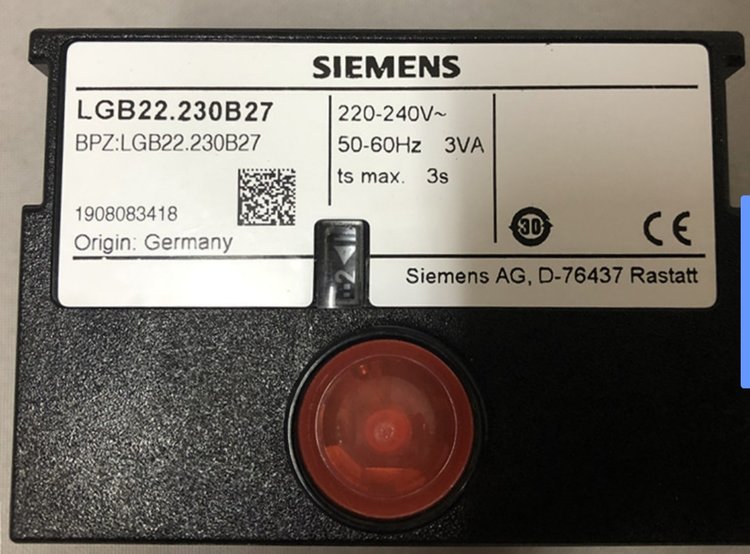 SIEMENS
LGB22.230B27
BPZ:LGB22.230B27
1908083418
Origin: Germany
220-240V~
50-60Hz 3VA
ts max. 3s
30
CE
Siemens AG, D-76437 Rastatt